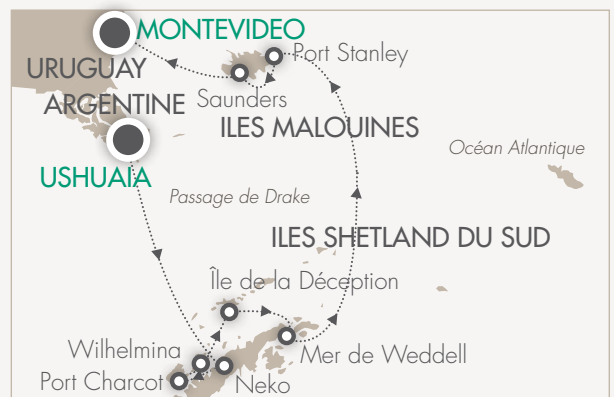 MONTEVIDEO
Port Stanley
URUGUAY
Saunders
ARGENTINE
ILES MALOUINES
Océan Atlantique
USHUAIA
Passage de Drake
ILES SHETLAND DU SUD
Île de la Déception
Wilhelmina
Mer de Weddell
Port Charcot
Neko